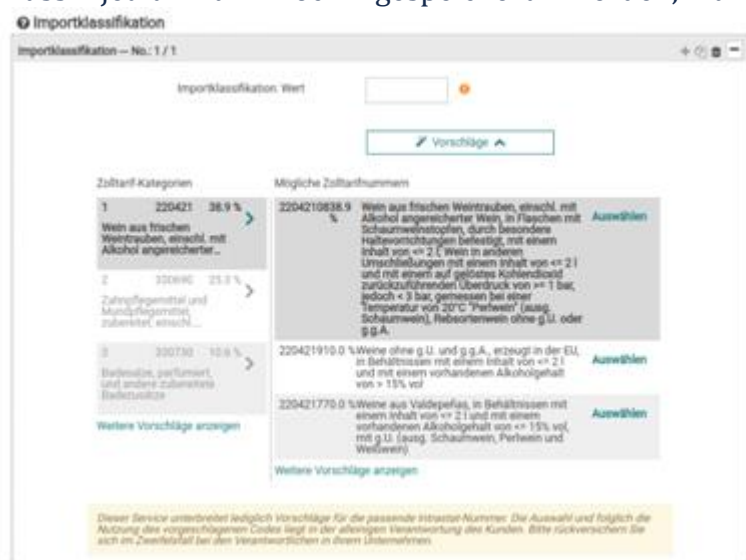 Importklassifikation
Importklassifikation — No.: 1 / 1
Importklassifikation: Wert
Vorschläge
Zolltarif-Kategorien
Mögliche Zolltarifnummern
1 220421 38.9 %
Wein aus frischen
Weintrauben, einschl. mit
Alkohol angereicherter...
2 330690 25.3 %
Zahnpflegemittel und
Mundpflegemittel,
zubereitet, einschl....
3 330730 10.6 %
Badesalze, parfümiert,
und andere zubereitete
Badezusätze
Weitere Vorschläge anzeigen
2204210838.9 % Wein aus frischen Weintrauben, einschl. mit
Alkohol angereicherter Wein, in Flaschen mit
Schaumweinstopfen, durch besondere
Haltevorrichtungen befestigt, mit einem
Inhalt von <= 2 l; Wein in anderen
Umschließungen mit einem Inhalt von <= 2 l
und mit einem auf gelöstes Kohlendioxid
zurückzuführenden Überdruck von >= 1 bar,
jedoch < 3 bar, gemessen bei einer
Temperatur von 20°C "Perlwein" (ausg.
Schaumwein), Rebsortenwein ohne g.U. oder
g.g.A.
Auswählen
220421910.0 % Weine ohne g.U. und g.g.A., erzeugt in der EU,
in Behältnissen mit einem Inhalt von <= 2 l
und mit einem vorhandenen Alkoholgehalt
von > 15% vol
Auswählen
220421770.0 % Weine aus Valdepeñas, in Behältnissen mit
einem Inhalt von <= 2 l und mit einem
vorhandenen Alkoholgehalt von <= 15% vol,
mit g.U. (ausg. Schaumwein, Perlwein und
Weißwein)
Auswählen
Weitere Vorschläge anzeigen
Dieser Service unterbreitet lediglich Vorschläge für die passende Intrastat-Nummer. Die Auswahl und folglich die
Nutzung des vorgeschlagenen Codes liegt in der alleinigen Verantwortung des Kunden. Bitte rückversichern Sie
sich im Zweifelsfall bei den Verantwortlichen in Ihrem Unternehmen.